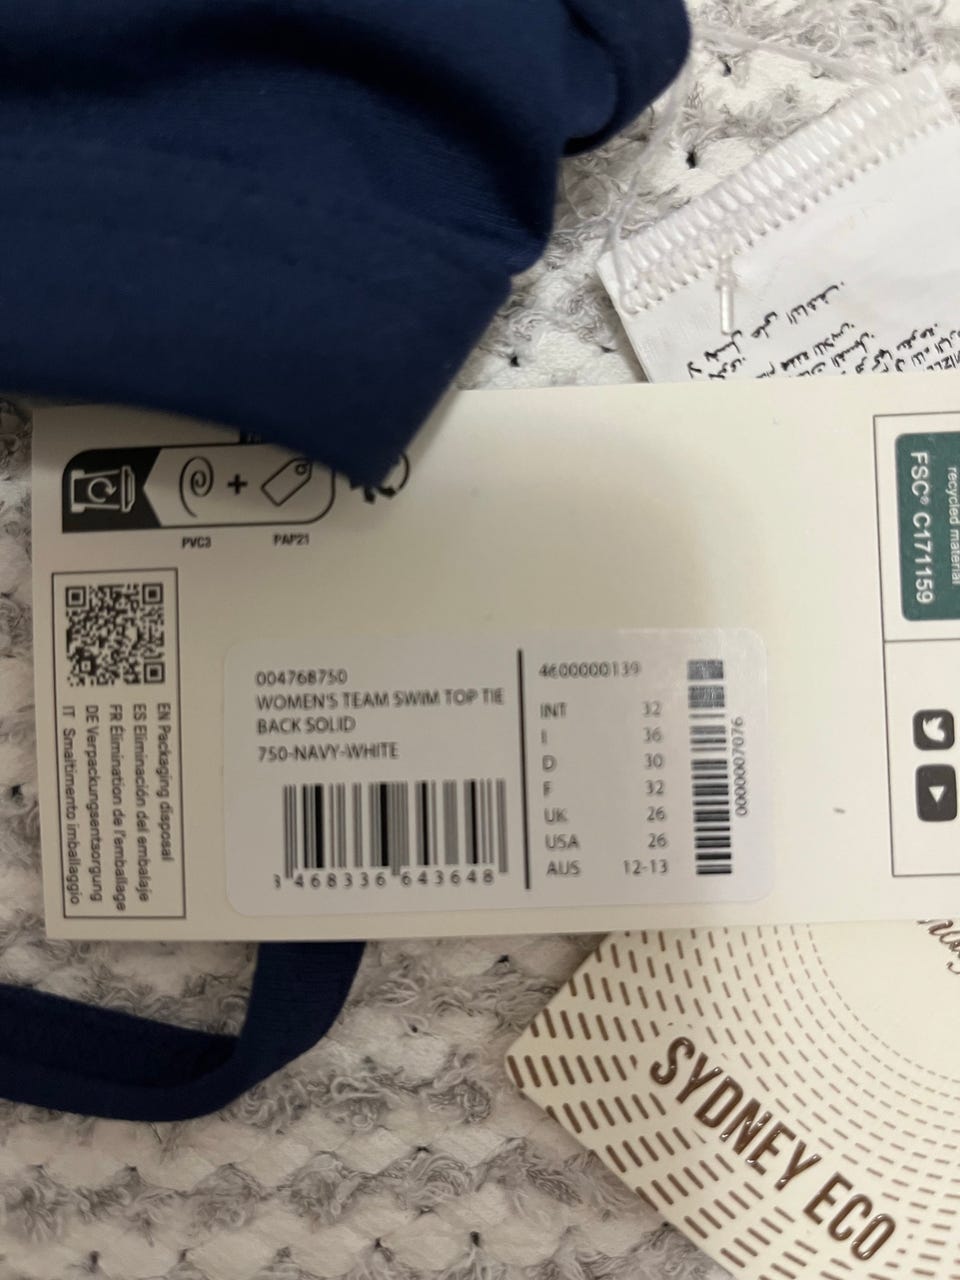 PVC3
PAP21
EN Packaging disposal
ES Eliminación del embalaje
FR Élimination de l'emballage
DE Verpackungsentsorgung
IT Smaltimento imballaggio
004768750
WOMEN'S TEAM SWIM TOP TIE
BACK SOLID
750-NAVY-WHITE
3 468336 643648
4600000139
INT 32
I 36
D 30
F 32
UK 26
USA 26
AUS 12-13
0000007076
recycled material
FSC® C171159
SYDNEY ECO